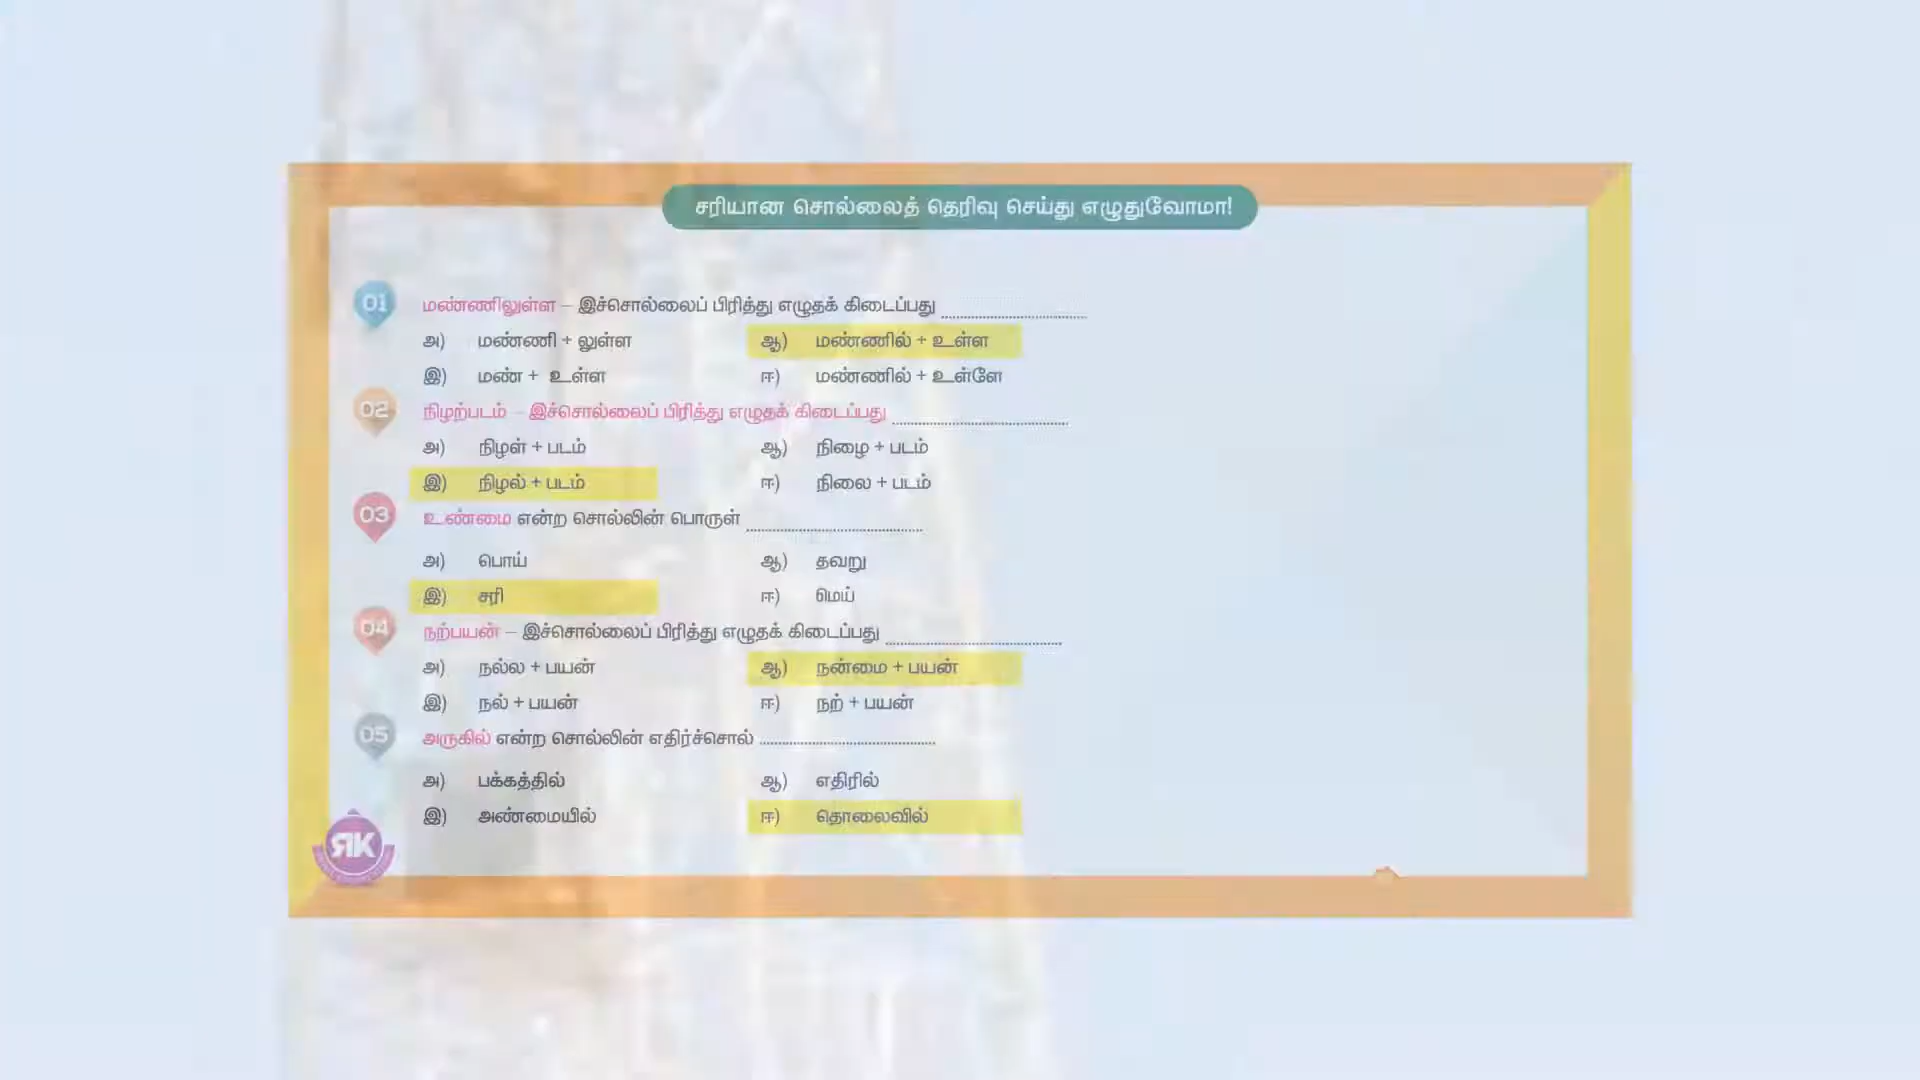 சரியான சொல்லைத் தெரிவு செய்து எழுதுவோமா!
01 மண்ணிலுள்ள – இச்சொல்லைப் பிரித்து எழுதக் கிடைப்பது ........................
அ) மண்ணி + லுள்ள ஆ) மண்ணில் + உள்ள
இ) மண் + உள்ள ஈ) மண்ணில் + உள்ளே
02 நிழற்படம் – இச்சொல்லைப் பிரித்து எழுதக் கிடைப்பது ........................
அ) நிழள் + படம் ஆ) நிழை + படம்
இ) நிழல் + படம் ஈ) நிலை + படம்
03 உண்மை என்ற சொல்லின் பொருள் ........................
அ) பொய் ஆ) தவறு
இ) சரி ஈ) மெய்
04 நற்பயன் – இச்சொல்லைப் பிரித்து எழுதக் கிடைப்பது ........................
அ) நல்ல + பயன் ஆ) நன்மை + பயன்
இ) நல் + பயன் ஈ) நற் + பயன்
05 அருகில் என்ற சொல்லின் எதிர்ச்சொல் ........................
அ) பக்கத்தில் ஆ) எதிரில்
இ) அண்மையில் ஈ) தொலைவில்
RK